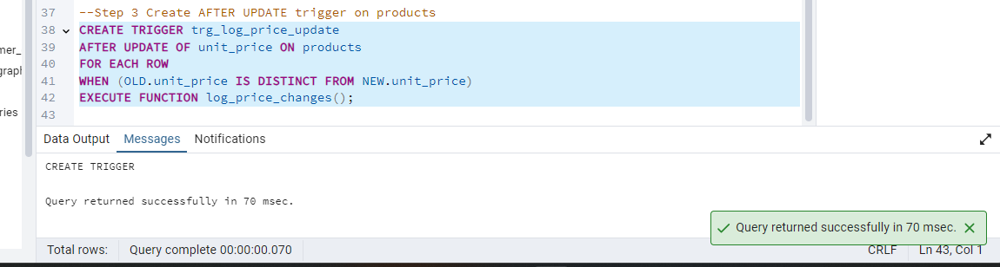 37 --Step 3 Create AFTER UPDATE trigger on products
38 CREATE TRIGGER trg_log_price_update
39 AFTER UPDATE OF unit_price ON products
40 FOR EACH ROW
41 WHEN (OLD.unit_price IS DISTINCT FROM NEW.unit_price)
42 EXECUTE FUNCTION log_price_changes();
43
mer_
graph
ries
Data Output Messages Notifications
CREATE TRIGGER
Query returned successfully in 70 msec.
Query returned successfully in 70 msec.
Total rows: Query complete 00:00:00.070 CRLF Ln 43, Col 1